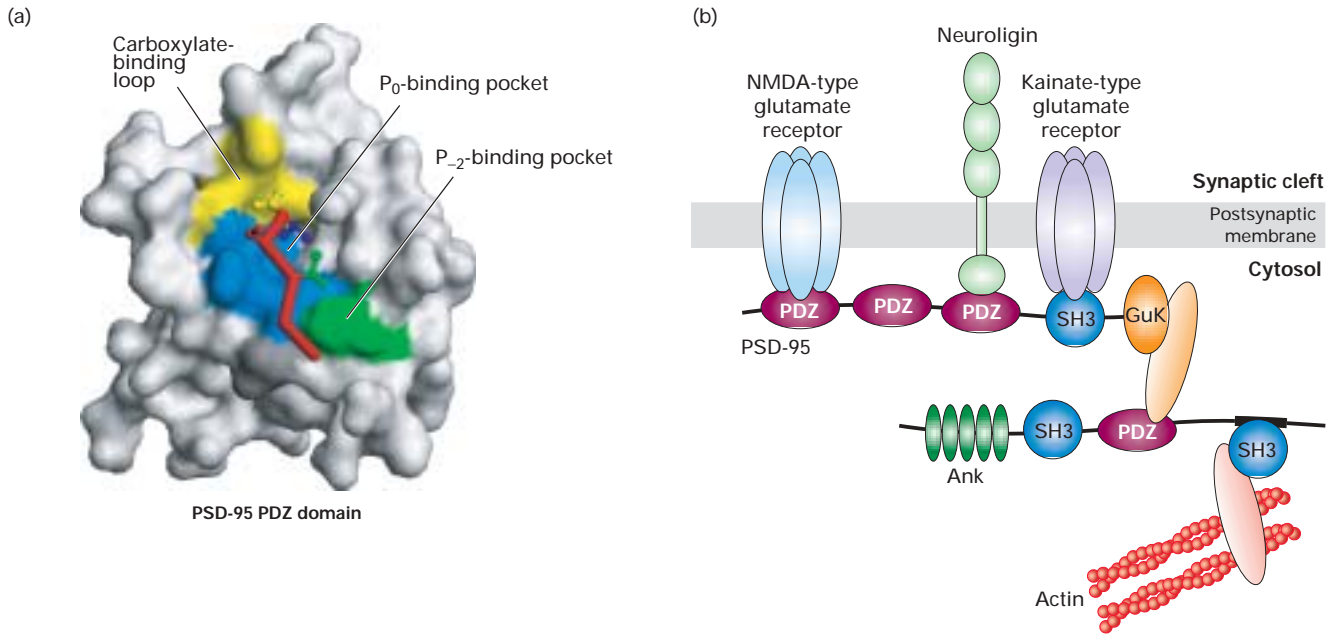 (a)
Carboxylate-
binding
loop
P₀-binding pocket
P₋₂-binding pocket
PSD-95 PDZ domain
(b)
Neuroligin
NMDA-type
glutamate
receptor
Kainate-type
glutamate
receptor
Synaptic cleft
Postsynaptic
membrane
Cytosol
PDZ
PDZ
PDZ
SH3
GuK
PSD-95
SH3
PDZ
SH3
Ank
Actin